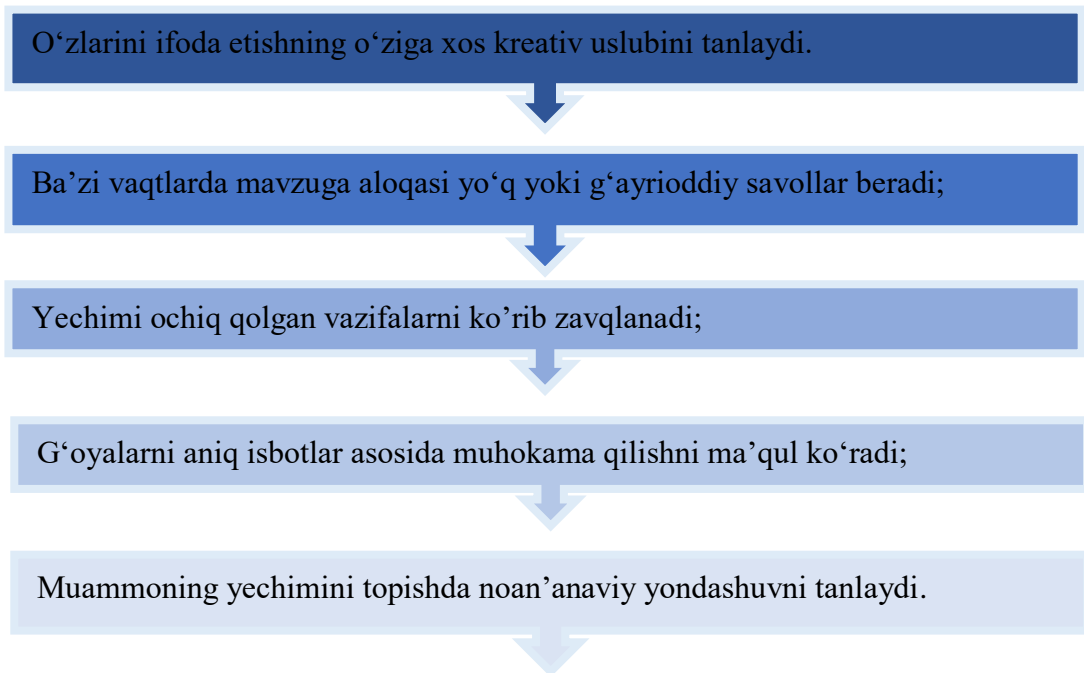 O‘zlarini ifoda etishning o‘ziga xos kreativ uslubini tanlaydi.
Ba’zi vaqtlarda mavzuga aloqasi yo‘q yoki g‘ayrioddiy savollar beradi;
Yechimi ochiq qolgan vazifalarni ko’rib zavqlanadi;
G‘oyalarni aniq isbotlar asosida muhokama qilishni ma’qul ko‘radi;
Muammoning yechimini topishda noan’anaviy yondashuvni tanlaydi.